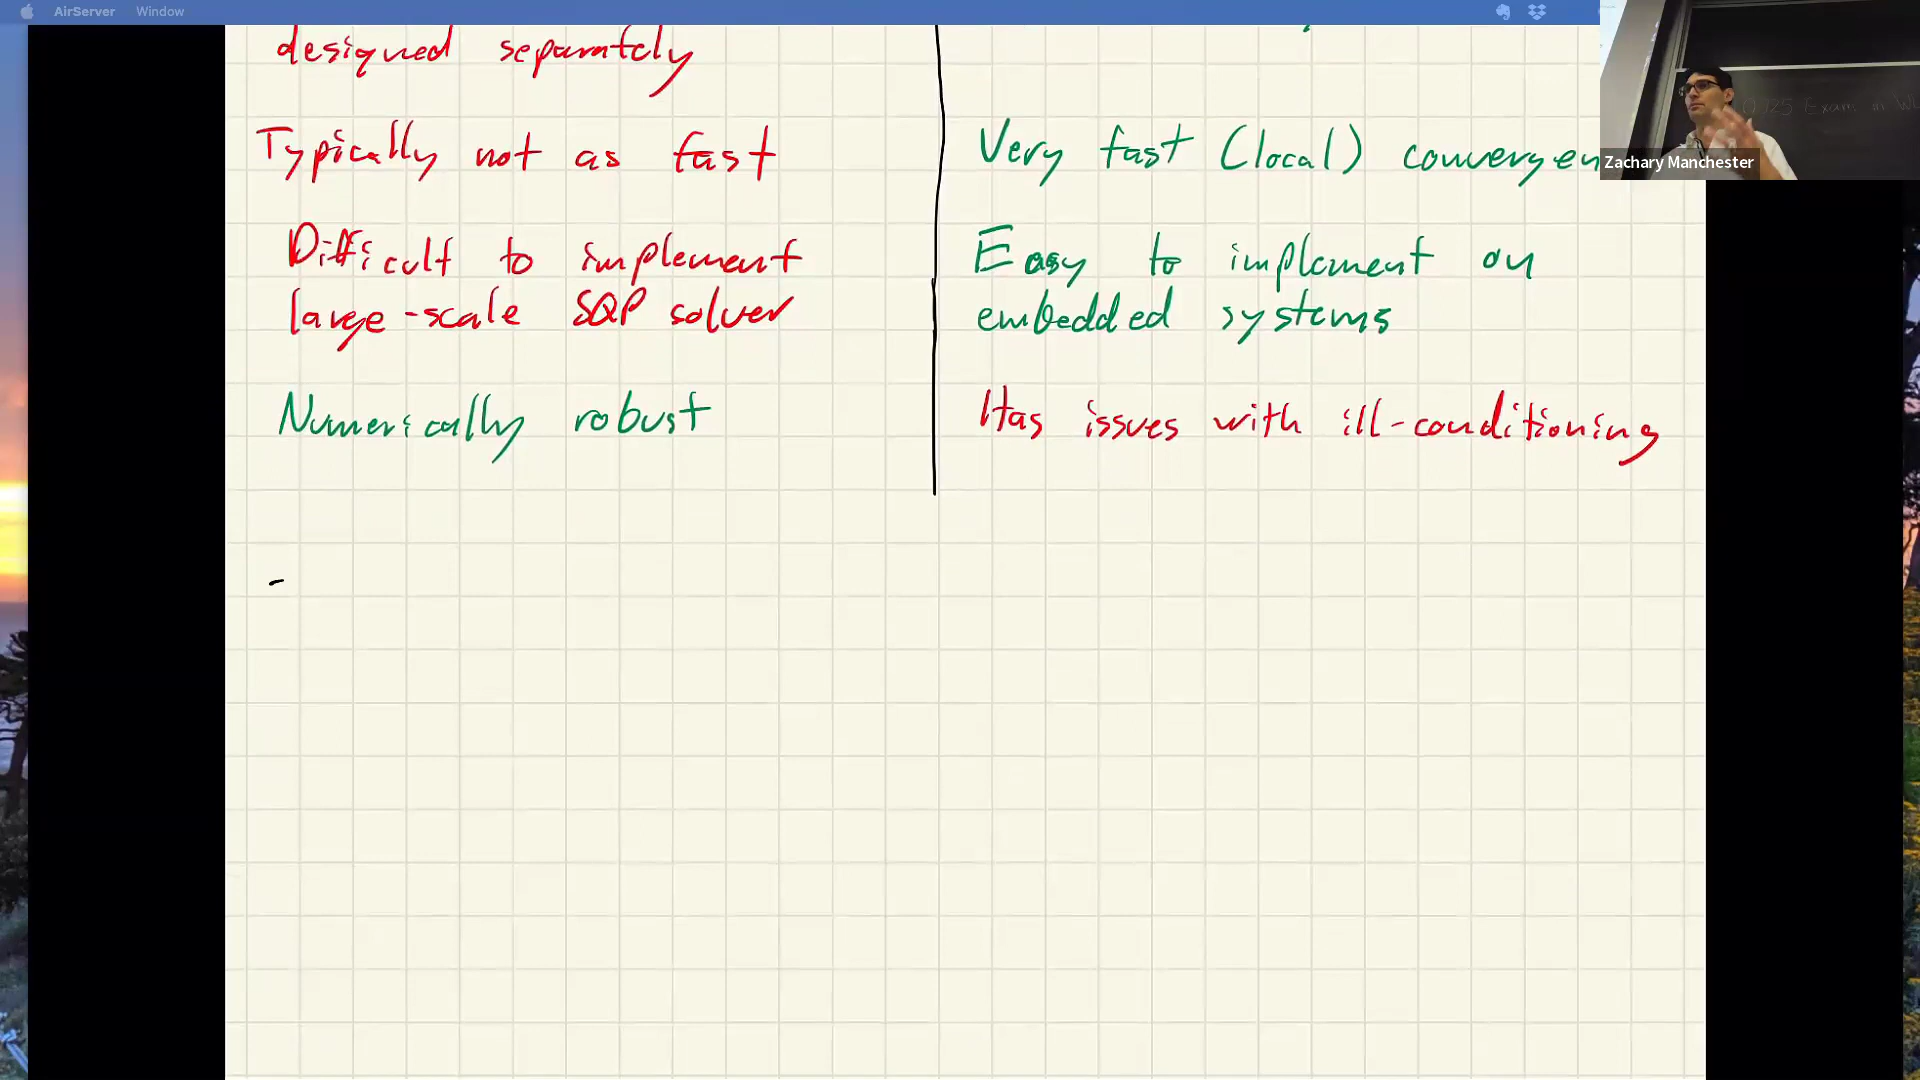 AirServer Window
designed separately
Typically not as fast
Very fast (local)
Zachary Manchester
Difficult to implement
large-scale SQP solver
Easy to implement on
embedded systems
Numerically robust
Has issues with ill-conditioning